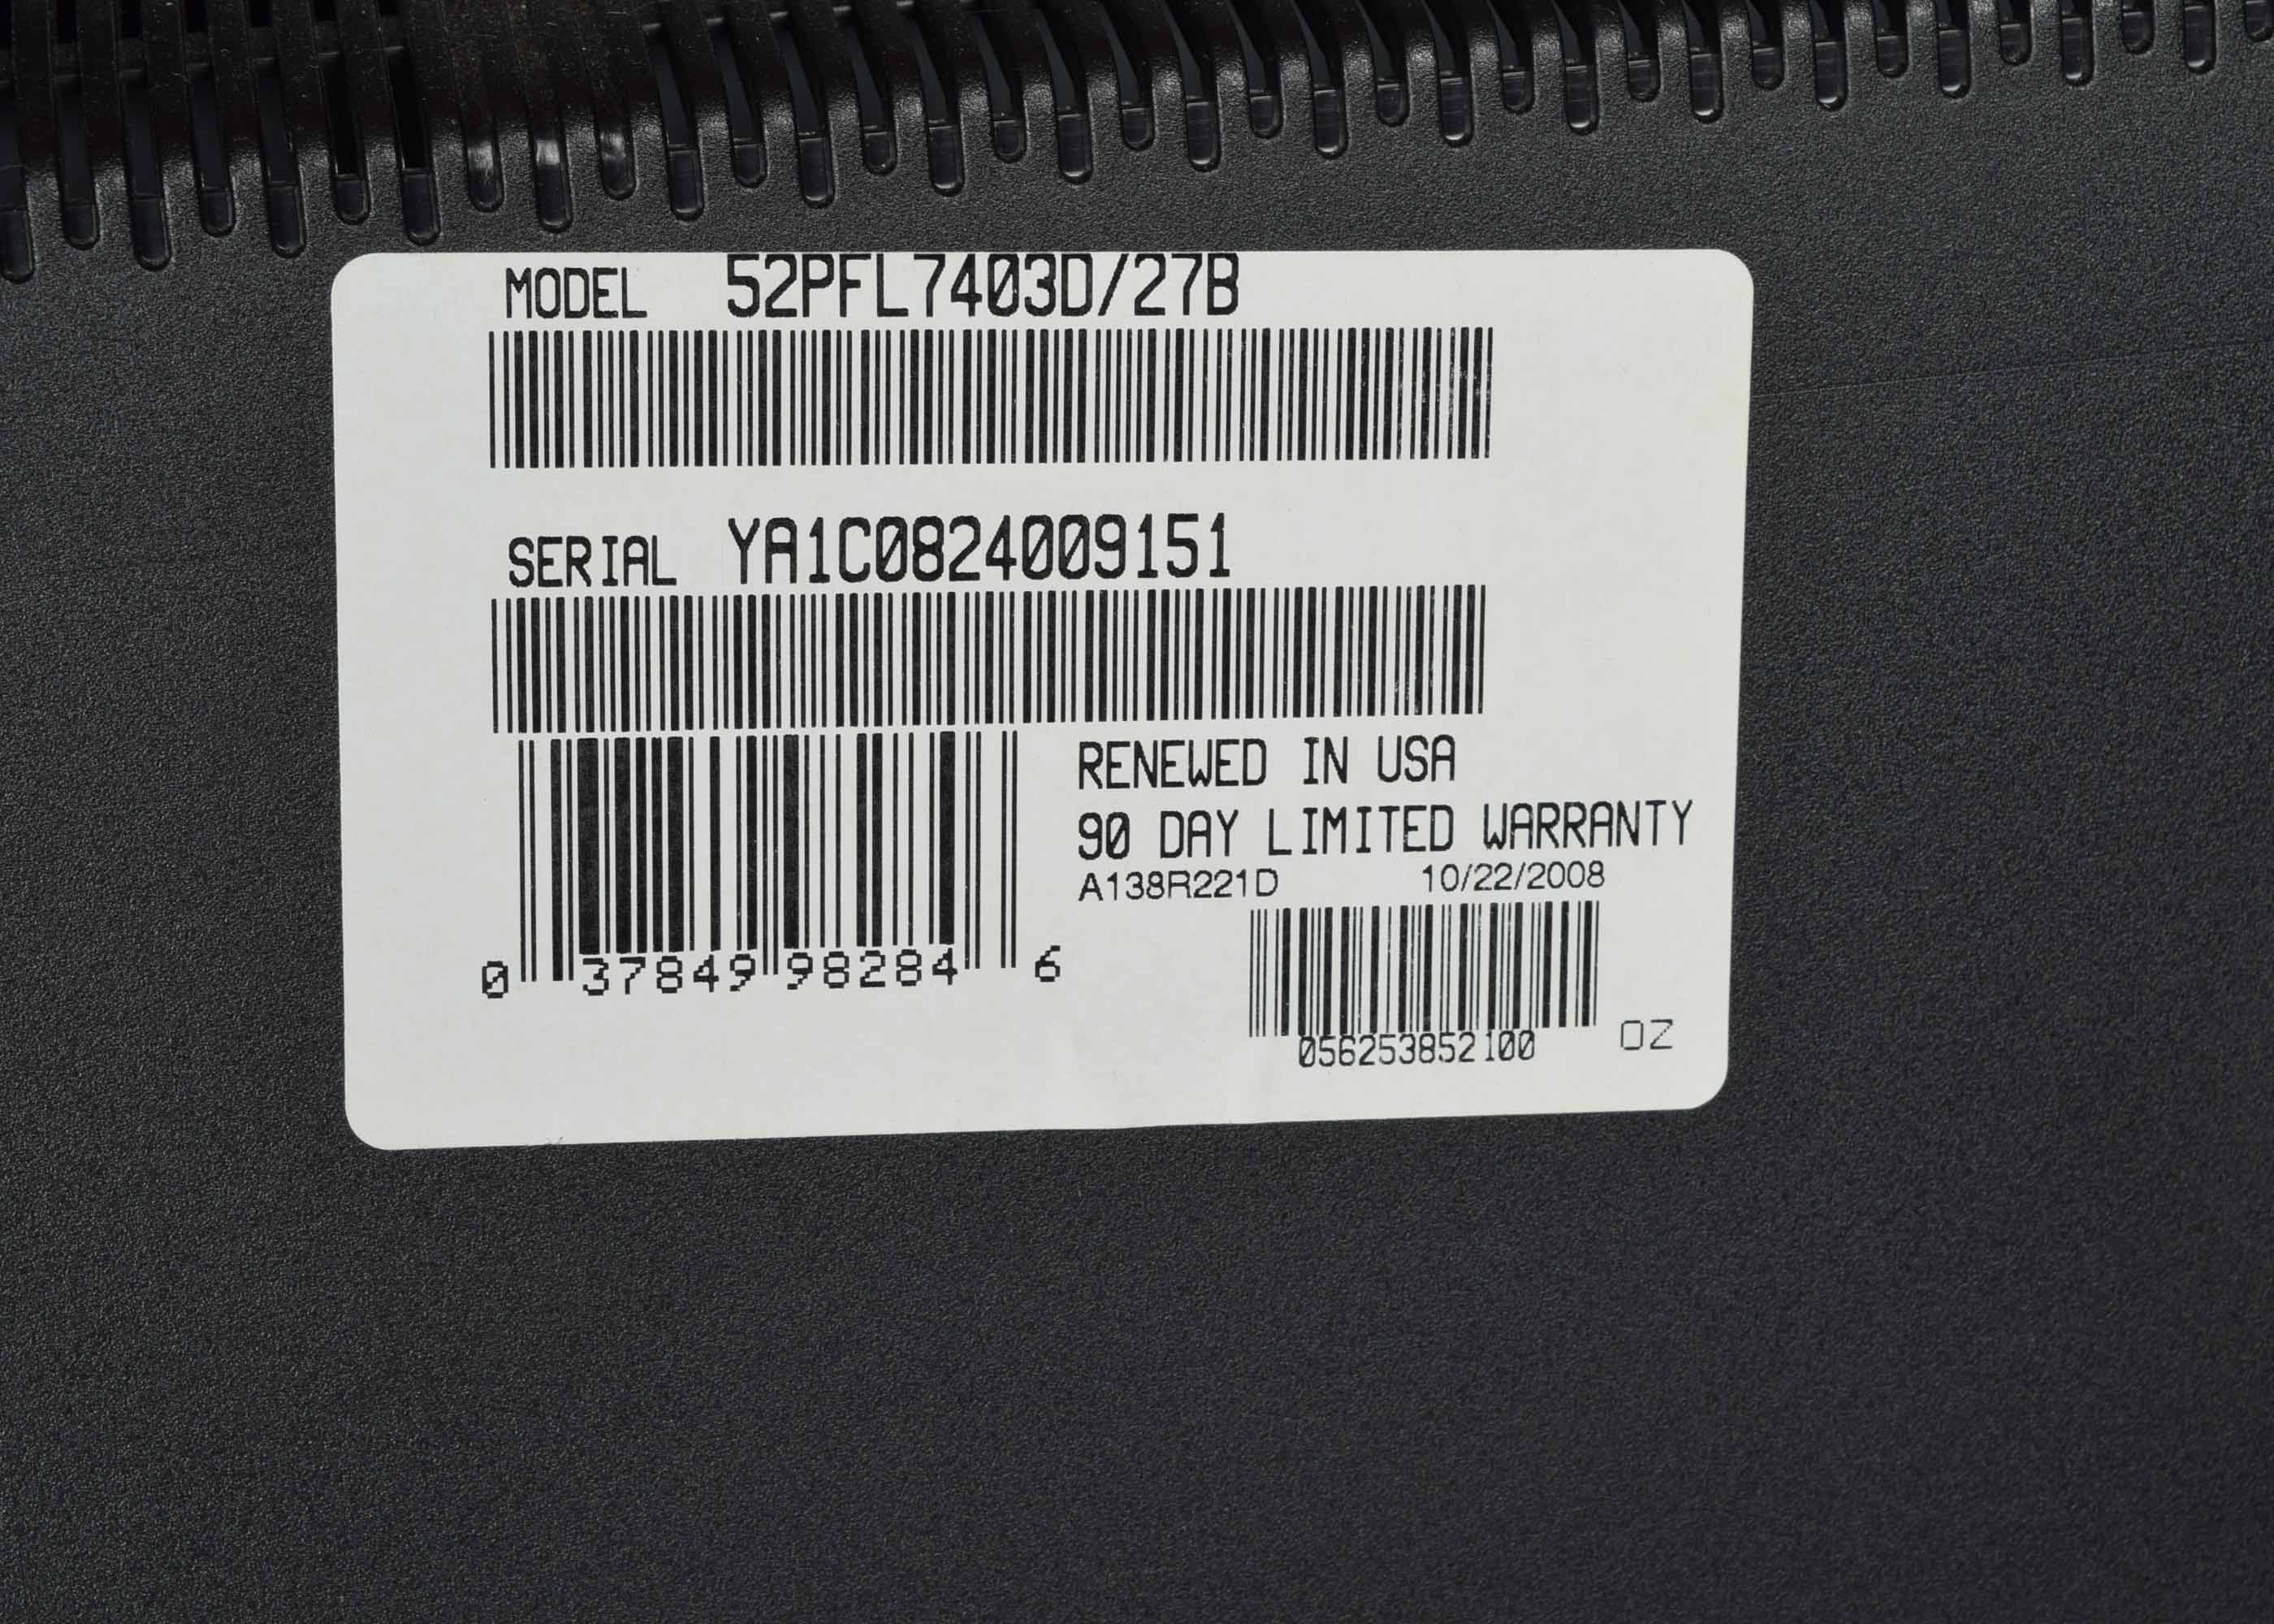 MODEL 52PFL7403D/27B
SERIAL YA1C0824009151
RENEWED IN USA
90 DAY LIMITED WARRANTY
A138R221D 10/22/2008
0 37849 98284 6
056253852100 OZ